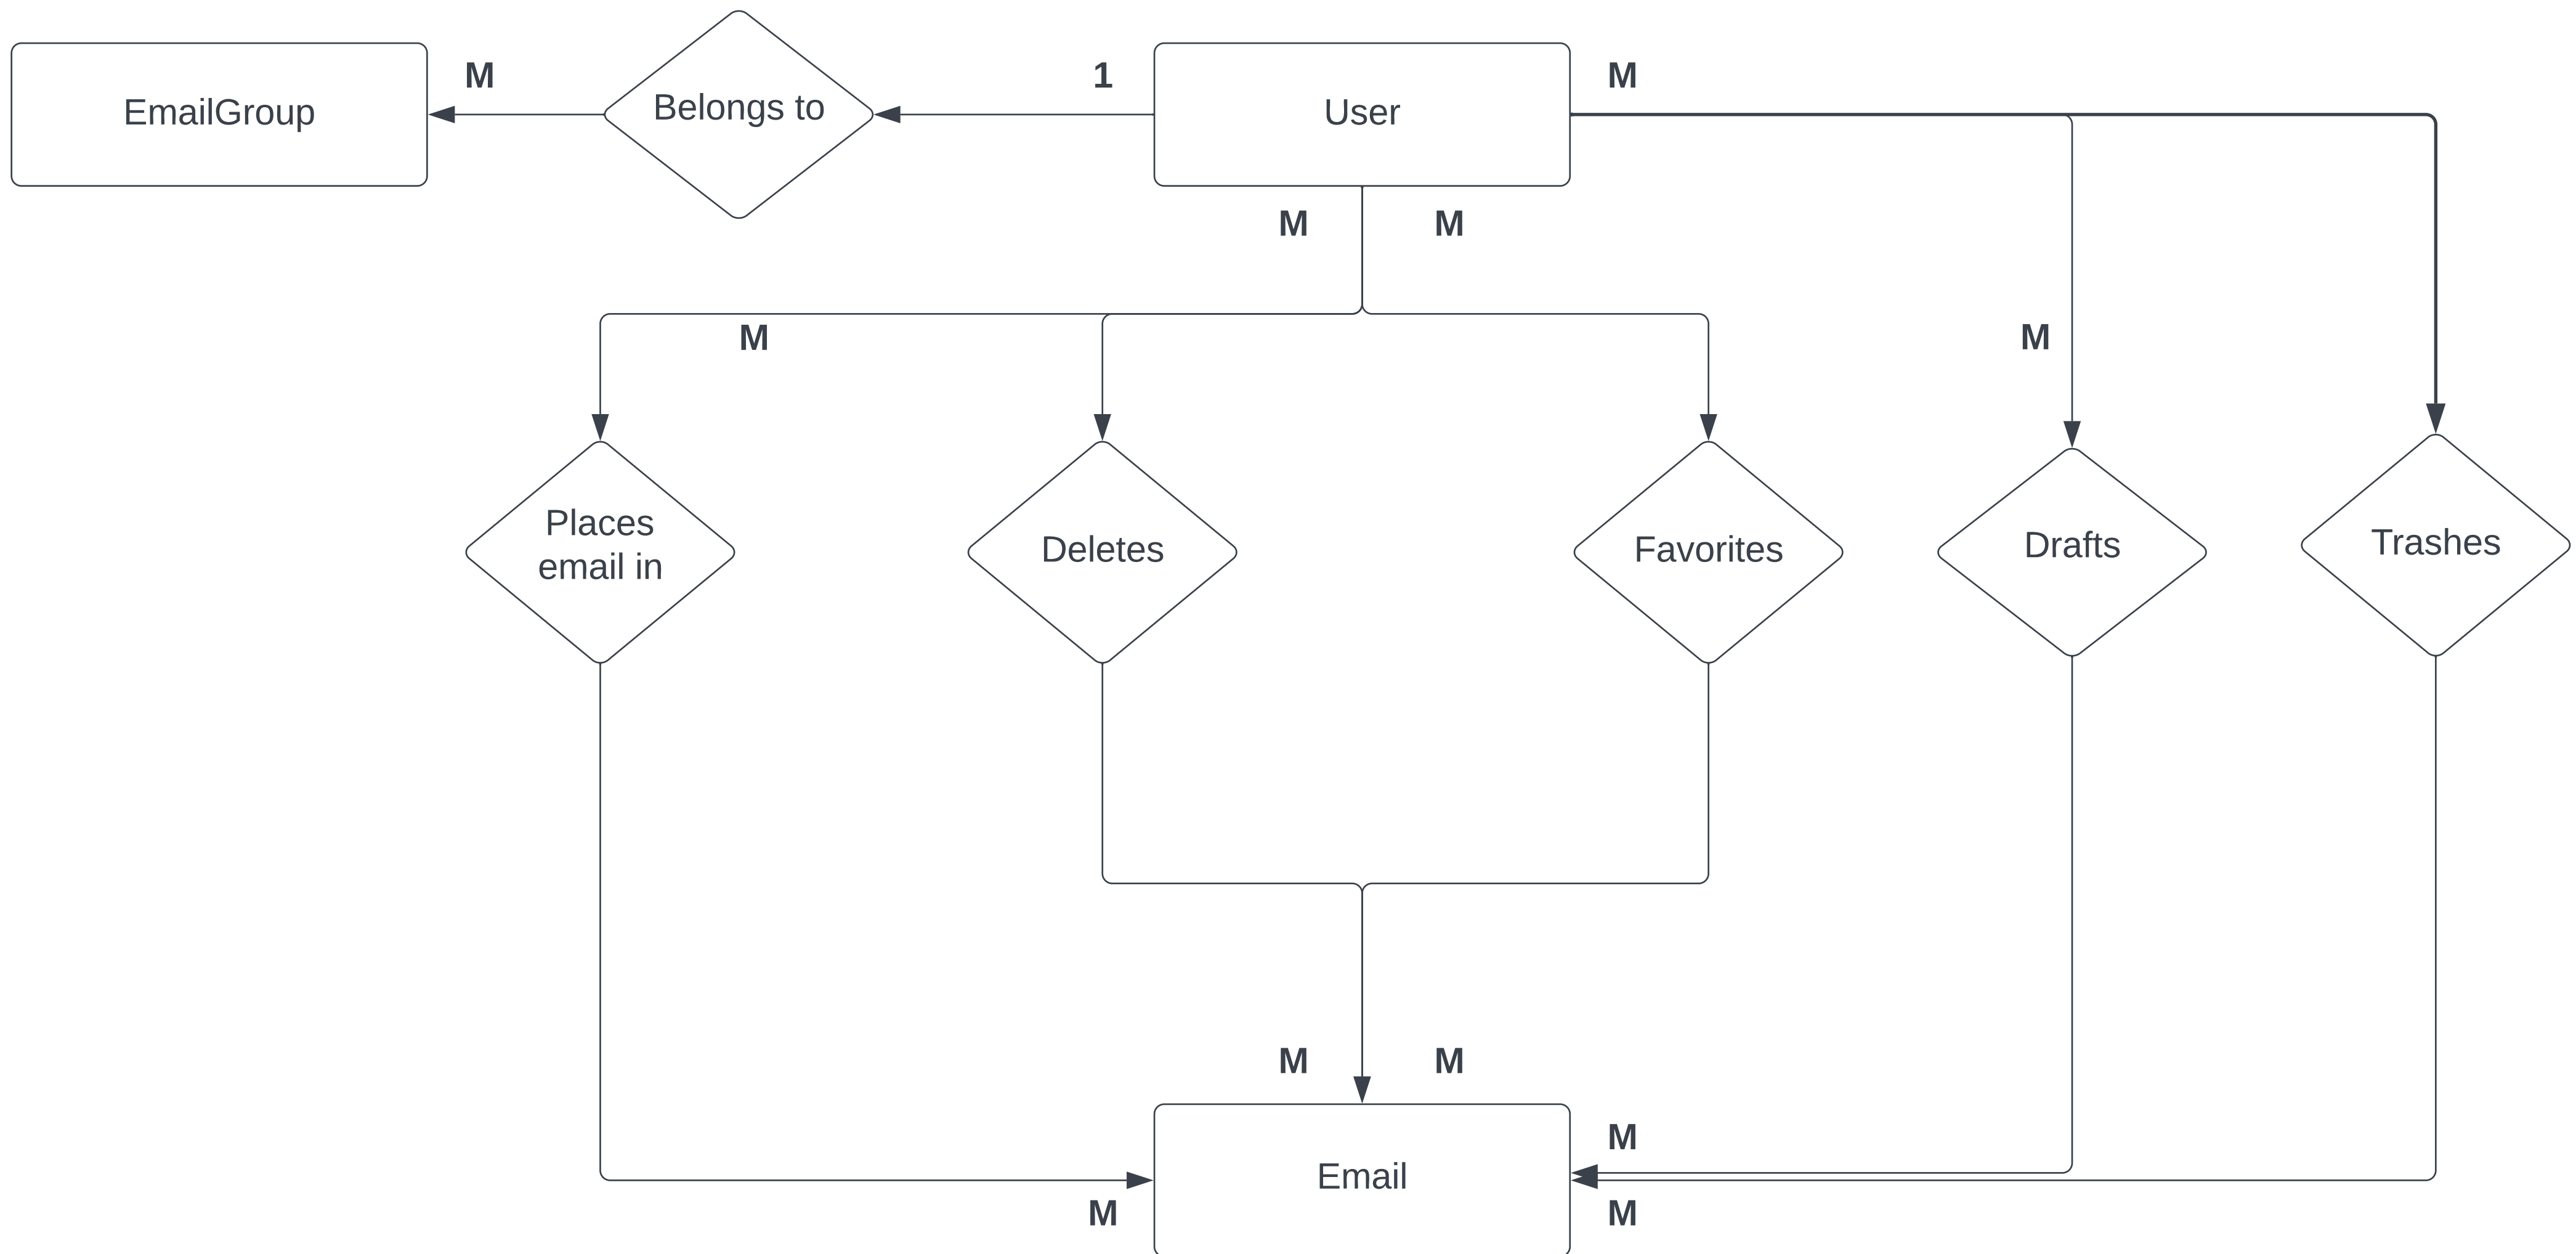 M
1
M
EmailGroup
Belongs to
User
M
M
M
M
Places
email in
Deletes
Favorites
Drafts
Trashes
M
M
M
Email
M
M